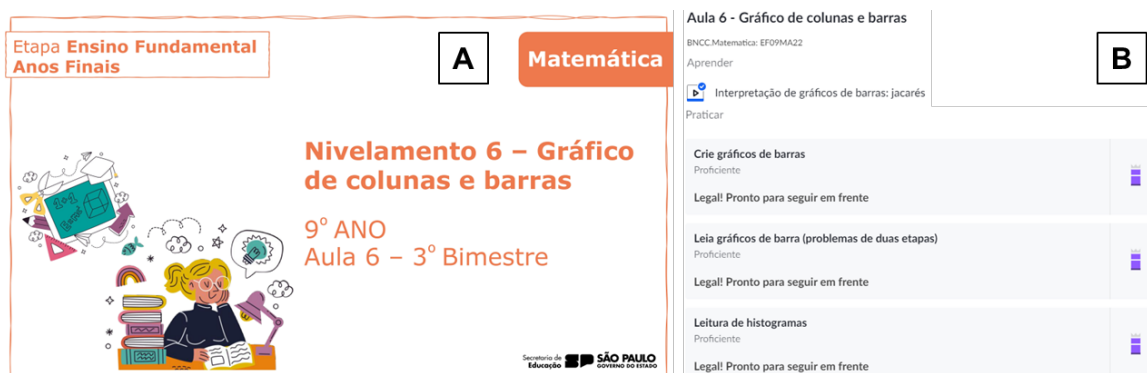 Etapa Ensino Fundamental
Anos Finais
A
Matemática
Nivelamento 6 – Gráfico
de colunas e barras
9º ANO
Aula 6 – 3º Bimestre
Secretaria de
Educação
SP
SÃO PAULO
GOVERNO DO ESTADO
Aula 6 - Gráfico de colunas e barras
BNCC.Matematica: EF09MA22
B
Aprender
Interpretação de gráficos de barras: jacarés
Praticar
Crie gráficos de barras
Proficiente
Legal! Pronto para seguir em frente
Leia gráficos de barra (problemas de duas etapas)
Proficiente
Legal! Pronto para seguir em frente
Leitura de histogramas
Proficiente
Legal! Pronto para seguir em frente